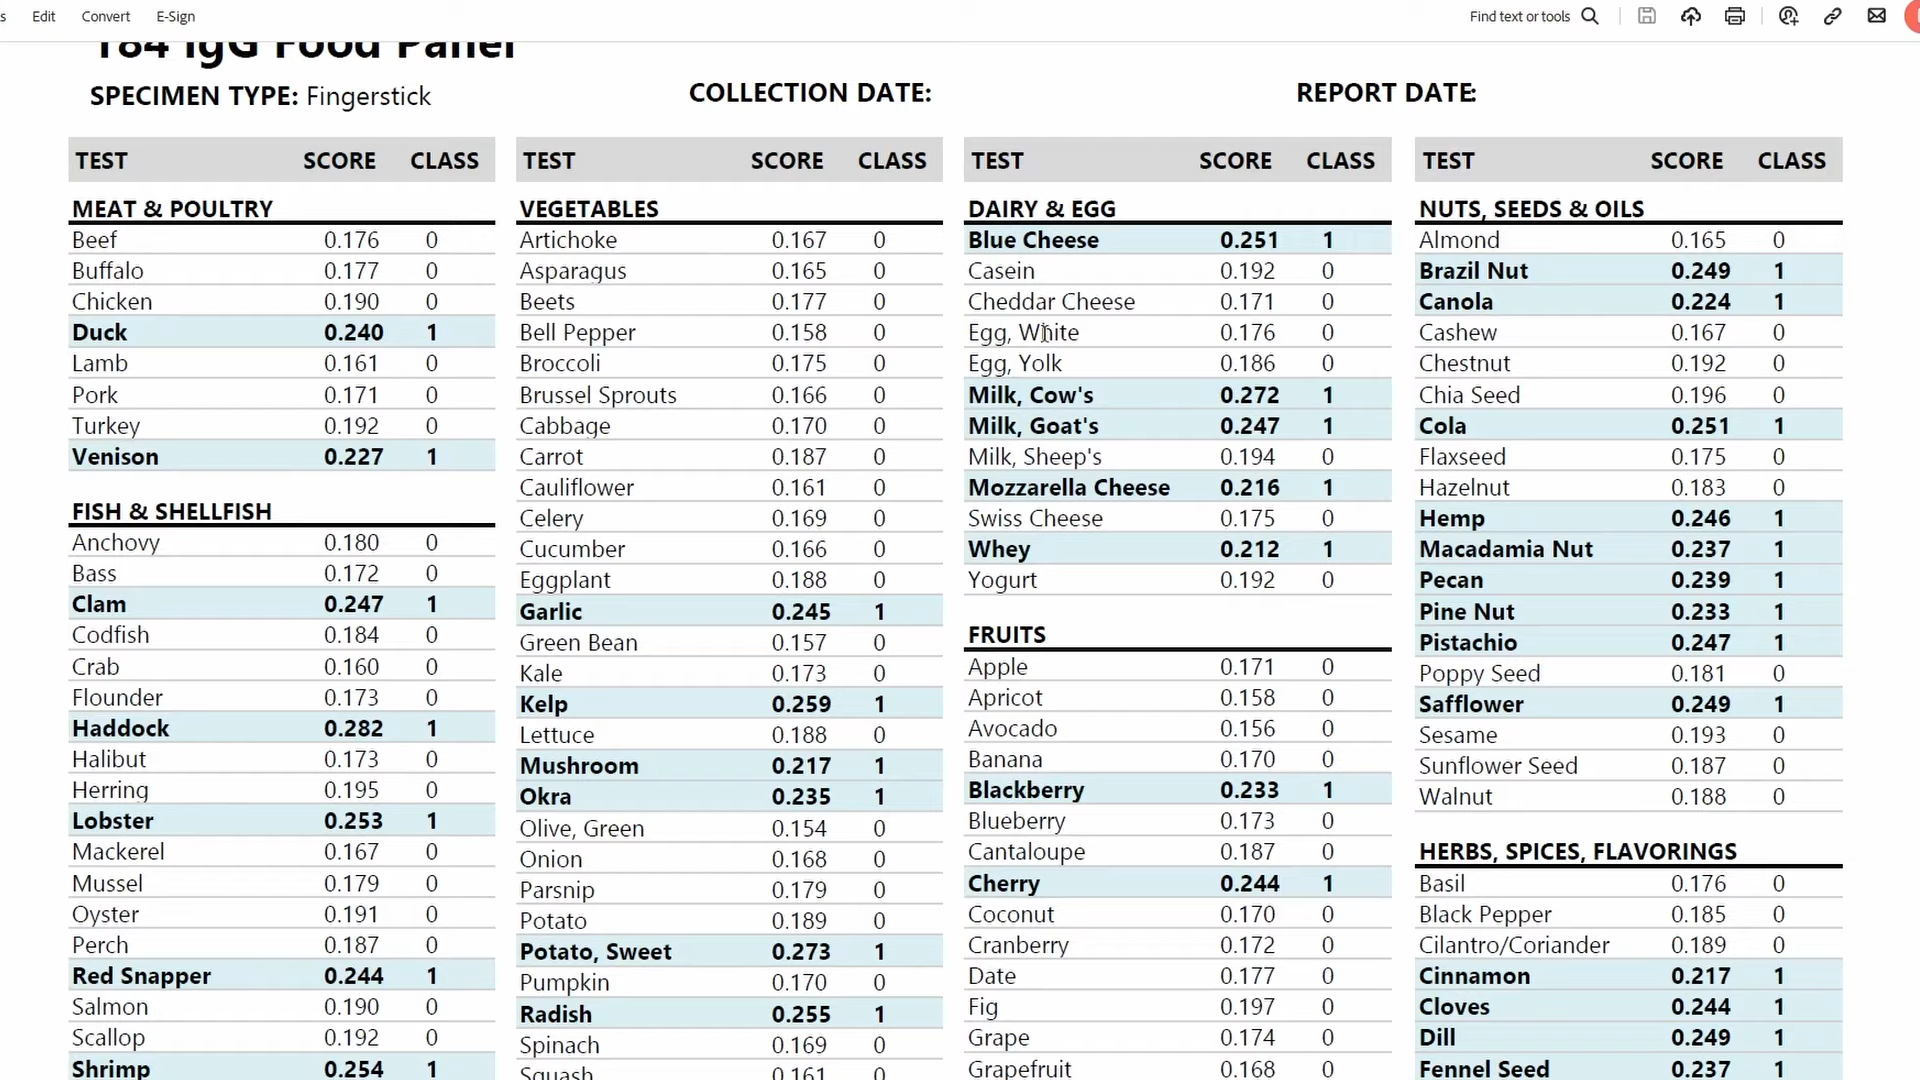 Edit Convert E-Sign Find text or tools
184 IgG Food Panel
SPECIMEN TYPE: Fingerstick COLLECTION DATE: REPORT DATE:
TEST SCORE CLASS
MEAT & POULTRY
Beef 0.176 0
Buffalo 0.177 0
Chicken 0.190 0
Duck 0.240 1
Lamb 0.161 0
Pork 0.171 0
Turkey 0.192 0
Venison 0.227 1
FISH & SHELLFISH
Anchovy 0.180 0
Bass 0.172 0
Clam 0.247 1
Codfish 0.184 0
Crab 0.160 0
Flounder 0.173 0
Haddock 0.282 1
Halibut 0.173 0
Herring 0.195 0
Lobster 0.253 1
Mackerel 0.167 0
Mussel 0.179 0
Oyster 0.191 0
Perch 0.187 0
Red Snapper 0.244 1
Salmon 0.190 0
Scallop 0.192 0
Shrimp 0.254 1
TEST SCORE CLASS
VEGETABLES
Artichoke 0.167 0
Asparagus 0.165 0
Beets 0.177 0
Bell Pepper 0.158 0
Broccoli 0.175 0
Brussel Sprouts 0.166 0
Cabbage 0.170 0
Carrot 0.187 0
Cauliflower 0.161 0
Celery 0.169 0
Cucumber 0.166 0
Eggplant 0.188 0
Garlic 0.245 1
Green Bean 0.157 0
Kale 0.173 0
Kelp 0.259 1
Lettuce 0.188 0
Mushroom 0.217 1
Okra 0.235 1
Olive, Green 0.154 0
Onion 0.168 0
Parsnip 0.179 0
Potato 0.189 0
Potato, Sweet 0.273 1
Pumpkin 0.170 0
Radish 0.255 1
Spinach 0.169 0
Squash 0.161 0
TEST SCORE CLASS
DAIRY & EGG
Blue Cheese 0.251 1
Casein 0.192 0
Cheddar Cheese 0.171 0
Egg, White 0.176 0
Egg, Yolk 0.186 0
Milk, Cow's 0.272 1
Milk, Goat's 0.247 1
Milk, Sheep's 0.194 0
Mozzarella Cheese 0.216 1
Swiss Cheese 0.175 0
Whey 0.212 1
Yogurt 0.192 0
FRUITS
Apple 0.171 0
Apricot 0.158 0
Avocado 0.156 0
Banana 0.170 0
Blackberry 0.233 1
Blueberry 0.173 0
Cantaloupe 0.187 0
Cherry 0.244 1
Coconut 0.170 0
Cranberry 0.172 0
Date 0.177 0
Fig 0.197 0
Grape 0.174 0
Grapefruit 0.168 0
TEST SCORE CLASS
NUTS, SEEDS & OILS
Almond 0.165 0
Brazil Nut 0.249 1
Canola 0.224 1
Cashew 0.167 0
Chestnut 0.192 0
Chia Seed 0.196 0
Cola 0.251 1
Flaxseed 0.175 0
Hazelnut 0.183 0
Hemp 0.246 1
Macadamia Nut 0.237 1
Pecan 0.239 1
Pine Nut 0.233 1
Pistachio 0.247 1
Poppy Seed 0.181 0
Safflower 0.249 1
Sesame 0.193 0
Sunflower Seed 0.187 0
Walnut 0.188 0
HERBS, SPICES, FLAVORINGS
Basil 0.176 0
Black Pepper 0.185 0
Cilantro/Coriander 0.189 0
Cinnamon 0.217 1
Cloves 0.244 1
Dill 0.249 1
Fennel Seed 0.237 1